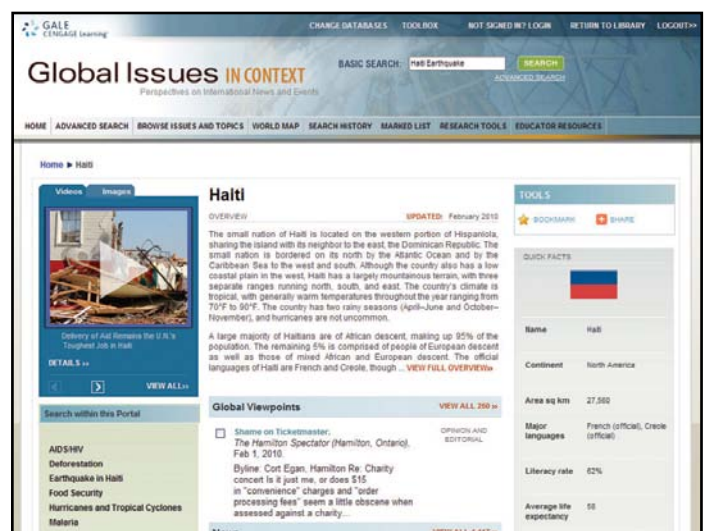 GALE
CENGAGE Learning
CHANGE DATABASES TOOLBOX NOT SIGNED IN? LOGIN RETURN TO LIBRARY LOGOUT>>
Global Issues IN CONTEXT
Perspectives on International News and Events
BASIC SEARCH: Haiti Earthquake SEARCH
ADVANCED SEARCH
HOME ADVANCED SEARCH BROWSE ISSUES AND TOPICS WORLD MAP SEARCH HISTORY MARKED LIST RESEARCH TOOLS EDUCATOR RESOURCES
Home ▶ Haiti
Videos Images
Delivery of Aid Remains the U.N.'s
Toughest Job in Haiti
DETAILS »
VIEW ALL»
Search within this Portal
AIDS/HIV
Deforestation
Earthquake in Haiti
Food Security
Hurricanes and Tropical Cyclones
Malaria
Haiti
OVERVIEW UPDATED: February 2010
The small nation of Haiti is located on the western portion of Hispaniola,
sharing the island with its neighbor to the east, the Dominican Republic. The
small nation is bordered on its north by the Atlantic Ocean and by the
Caribbean Sea to the west and south. Although the country also has a low
coastal plain in the west, Haiti has a largely mountainous terrain, with three
separate ranges running north, south, and east. The country's climate is
tropical, with generally warm temperatures throughout the year ranging from
70°F to 90°F. The country has two rainy seasons (April–June and October–
November), and hurricanes are not uncommon.
A large majority of Haitians are of African descent, making up 95% of the
population. The remaining 5% is comprised of people of European descent
as well as those of mixed African and European descent. The official
languages of Haiti are French and Creole, though ... VIEW FULL OVERVIEW»
Global Viewpoints VIEW ALL 260 »
Shame on Ticketmaster. OPINION AND
EDITORIAL
The Hamilton Spectator (Hamilton, Ontario),
Feb 1, 2010.
Byline: Cort Egan, Hamilton Re: Charity
concert Is it just me, or does $15
in "convenience" charges and "order
processing fees" seem a little obscene when
assessed against a charity...
TOOLS
BOOKMARK SHARE
QUICK FACTS
Name Haiti
Continent North America
Area sq km 27,560
Major
languages
French (official), Creole
(official)
Literacy rate 62%
Average life
expectancy
58